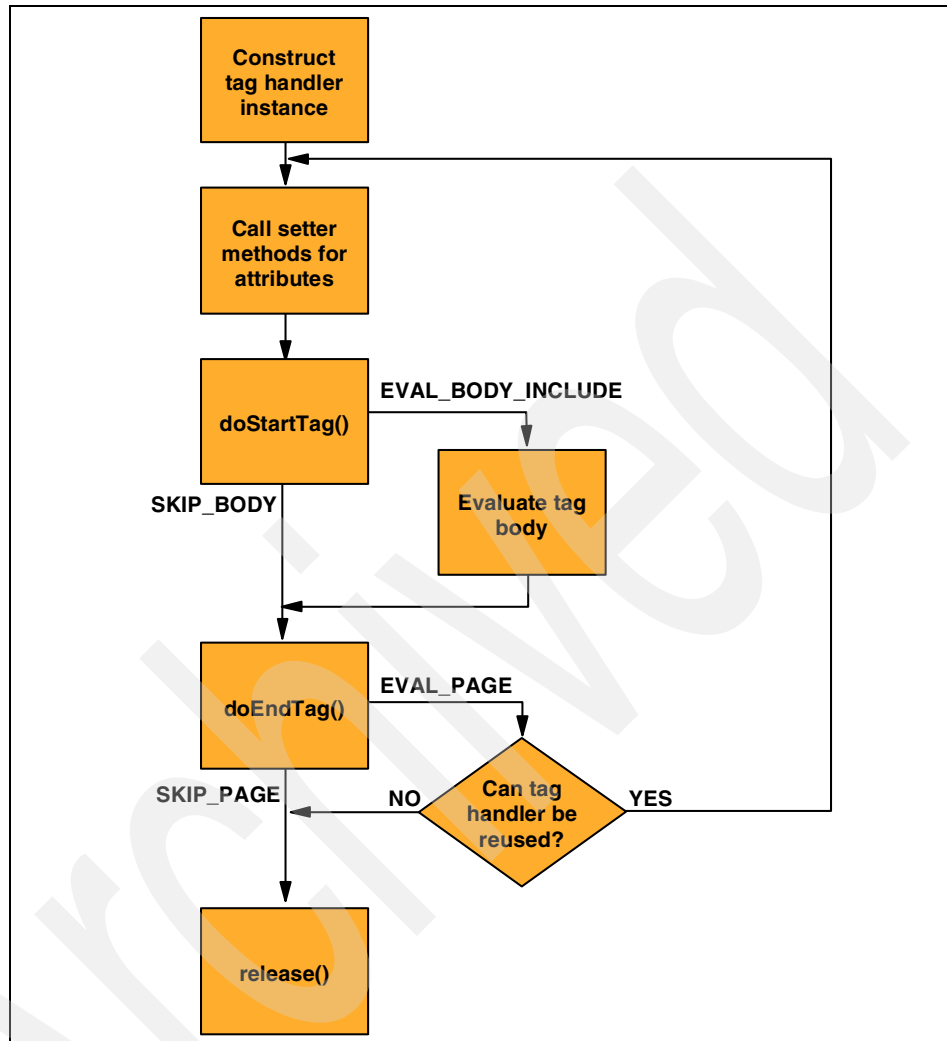 Construct
tag handler
instance
Call setter
methods for
attributes
doStartTag()
EVAL_BODY_INCLUDE
SKIP_BODY
Evaluate tag
body
doEndTag()
EVAL_PAGE
SKIP_PAGE
NO
Can tag
handler be
reused?
YES
release()
Archived